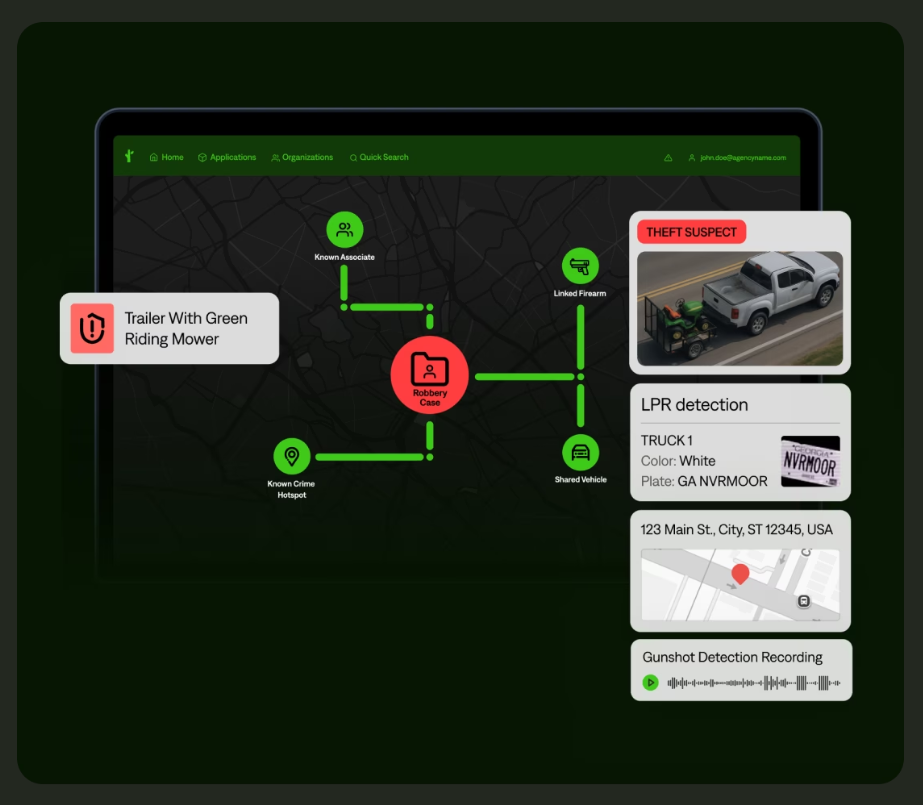 Home
Applications
Organizations
Quick Search
john.doe@agencyname.com
Known Associate
Linked Firearm
THEFT SUSPECT
Trailer With Green
Riding Mower
Robbery
Case
Known Crime
Hotspot
Shared Vehicle
LPR detection
TRUCK 1
Color: White
Plate: GA NVRMOOR
GEORGIA
NVRMOOR
123 Main St., City, ST 12345, USA
Gunshot Detection Recording